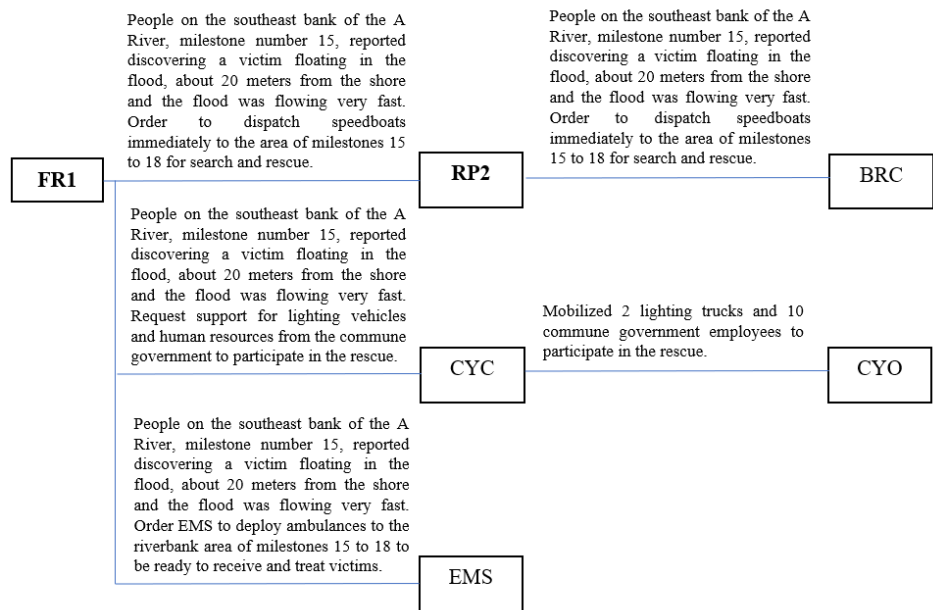 People on the southeast bank of the A
River, milestone number 15, reported
discovering a victim floating in the
flood, about 20 meters from the shore
and the flood was flowing very fast.
Order to dispatch speedboats
immediately to the area of milestones 15
to 18 for search and rescue.
People on the southeast bank of the A
River, milestone number 15, reported
discovering a victim floating in the
flood, about 20 meters from the shore
and the flood was flowing very fast.
Order to dispatch speedboats
immediately to the area of milestones
15 to 18 for search and rescue.
FR1
RP2
BRC
People on the southeast bank of the A
River, milestone number 15, reported
discovering a victim floating in the
flood, about 20 meters from the shore
and the flood was flowing very fast.
Request support for lighting vehicles
and human resources from the commune
government to participate in the rescue.
Mobilized 2 lighting trucks and 10
commune government employees to
participate in the rescue.
CYC
CYO
People on the southeast bank of the A
River, milestone number 15, reported
discovering a victim floating in the
flood, about 20 meters from the shore
and the flood was flowing very fast.
Order EMS to deploy ambulances to the
riverbank area of milestones 15 to 18 to
be ready to receive and treat victims.
EMS